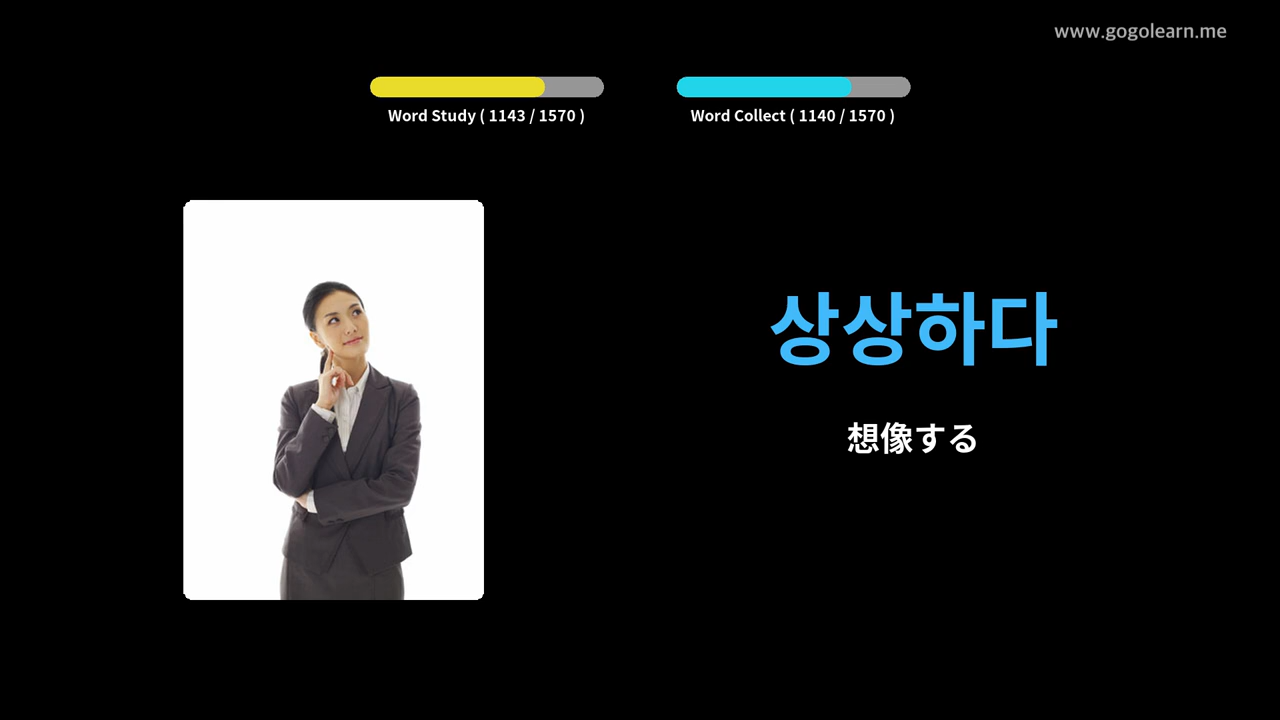 www.gogolearn.me
Word Study ( 1143 / 1570 )
Word Collect ( 1140 / 1570 )
상상하다
想像する